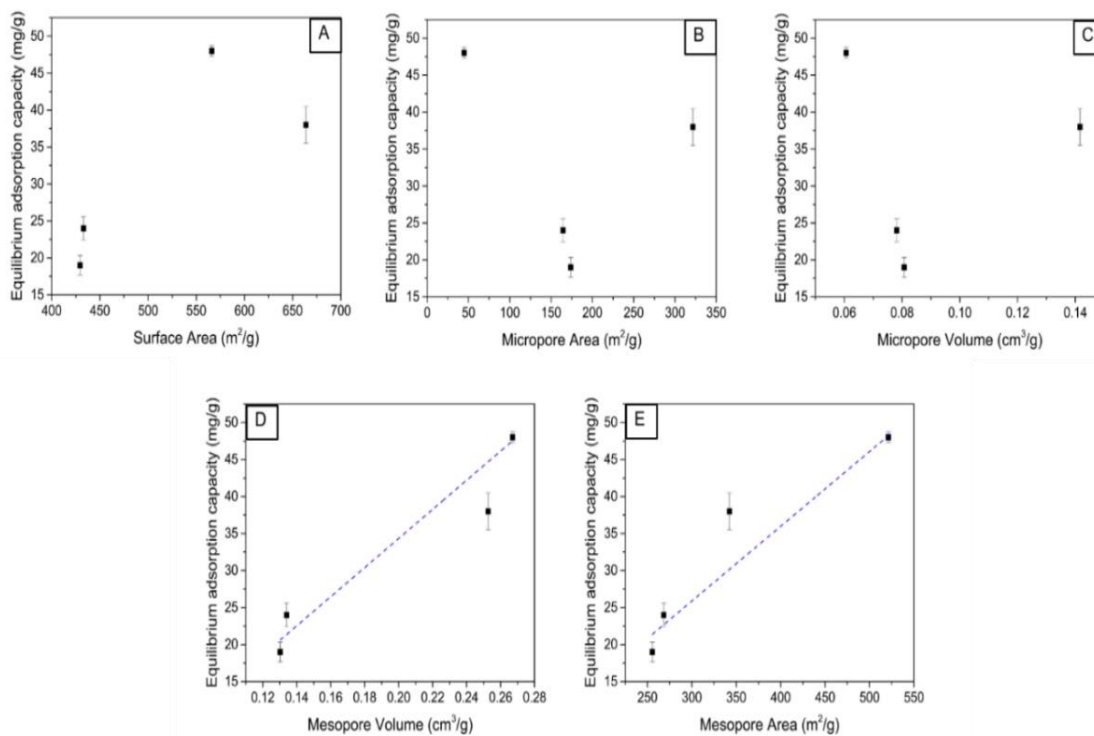 A
Equilibrium adsorption capacity (mg/g)
50
45
40
35
30
25
20
15
400 450 500 550 600 650 700
Surface Area (m²/g)
B
Equilibrium adsorption capacity (mg/g)
50
45
40
35
30
25
20
15
0 50 100 150 200 250 300 350
Micropore Area (m²/g)
C
Equilibrium adsorption capacity (mg/g)
50
45
40
35
30
25
20
15
0.06 0.08 0.10 0.12 0.14
Micropore Volume (cm³/g)
D
Equilibrium adsorption capacity (mg/g)
50
45
40
35
30
25
20
15
0.12 0.14 0.16 0.18 0.20 0.22 0.24 0.26 0.28
Mesopore Volume (cm³/g)
E
Equilibrium adsorption capacity (mg/g)
50
45
40
35
30
25
20
15
250 300 350 400 450 500 550
Mesopore Area (m²/g)